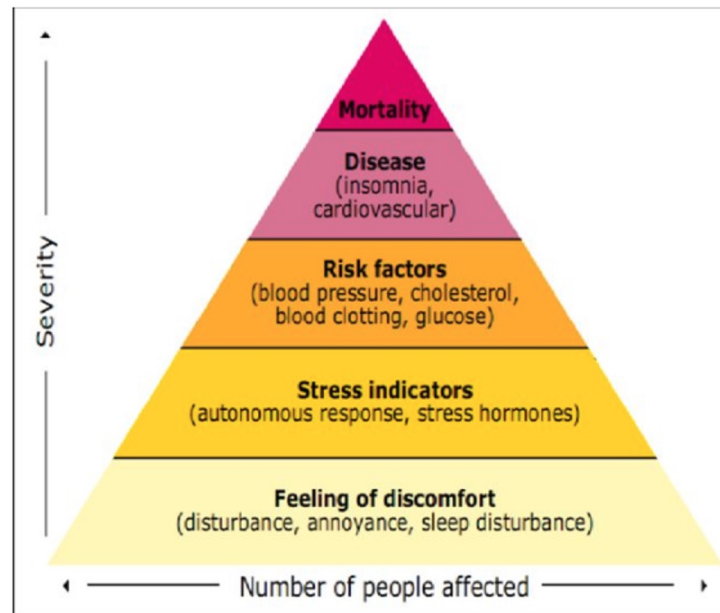 Mortality
Disease
(insomnia,
cardiovascular)
Risk factors
(blood pressure, cholesterol,
blood clotting, glucose)
Stress indicators
(autonomous response, stress hormones)
Feeling of discomfort
(disturbance, annoyance, sleep disturbance)
Severity
Number of people affected